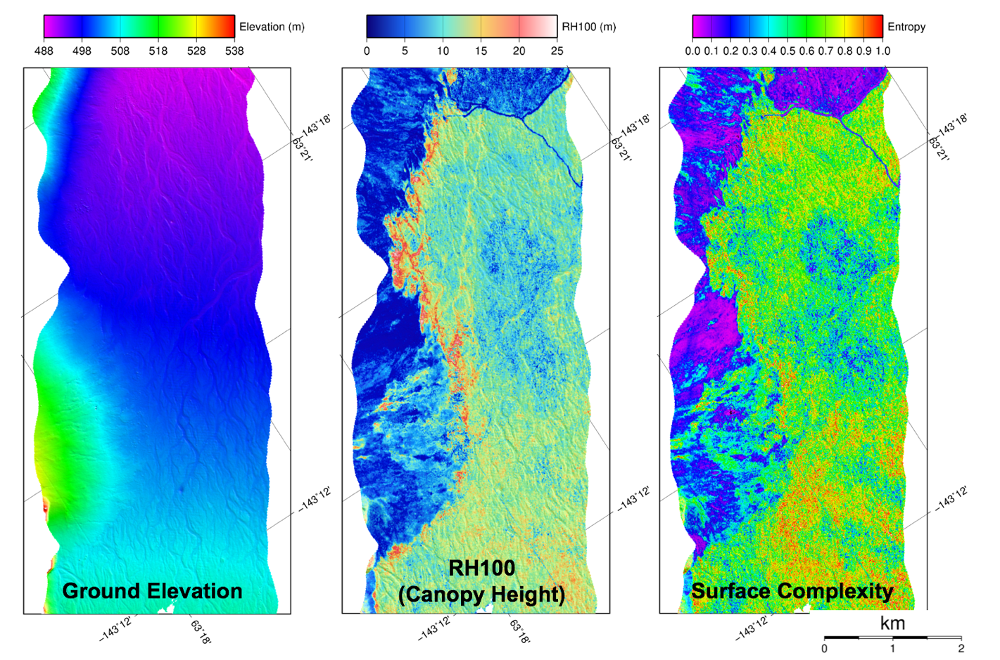 Elevation (m)
488 498 508 518 528 538
RH100 (m)
0 5 10 15 20 25
Entropy
0.0 0.1 0.2 0.3 0.4 0.5 0.6 0.7 0.8 0.9 1.0
−143˚18'
63˚21'
−143˚18'
63˚21'
−143˚18'
63˚21'
−143˚12'
−143˚12'
−143˚12'
Ground Elevation
RH100
(Canopy Height)
Surface Complexity
−143˚12'
63˚18'
−143˚12'
63˚18'
−143˚12'
km
0 1 2